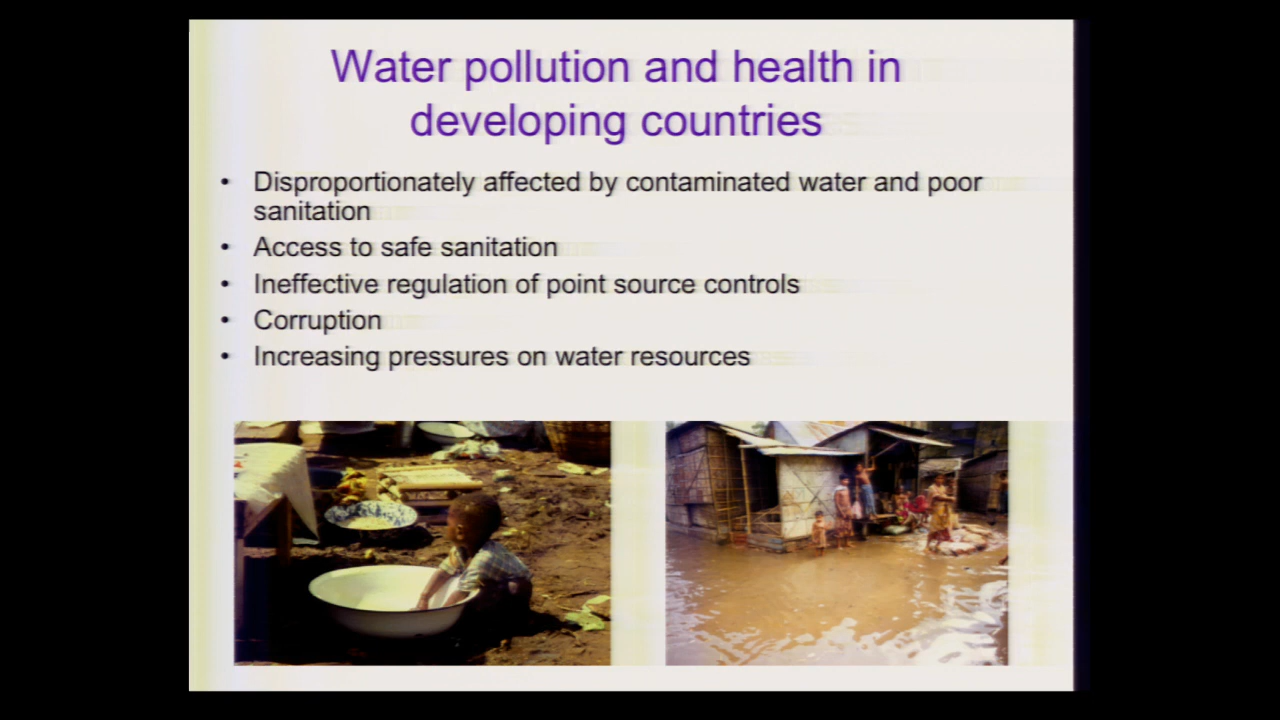 Water pollution and health in
developing countries
• Disproportionately affected by contaminated water and poor
sanitation
• Access to safe sanitation
• Ineffective regulation of point source controls
• Corruption
• Increasing pressures on water resources